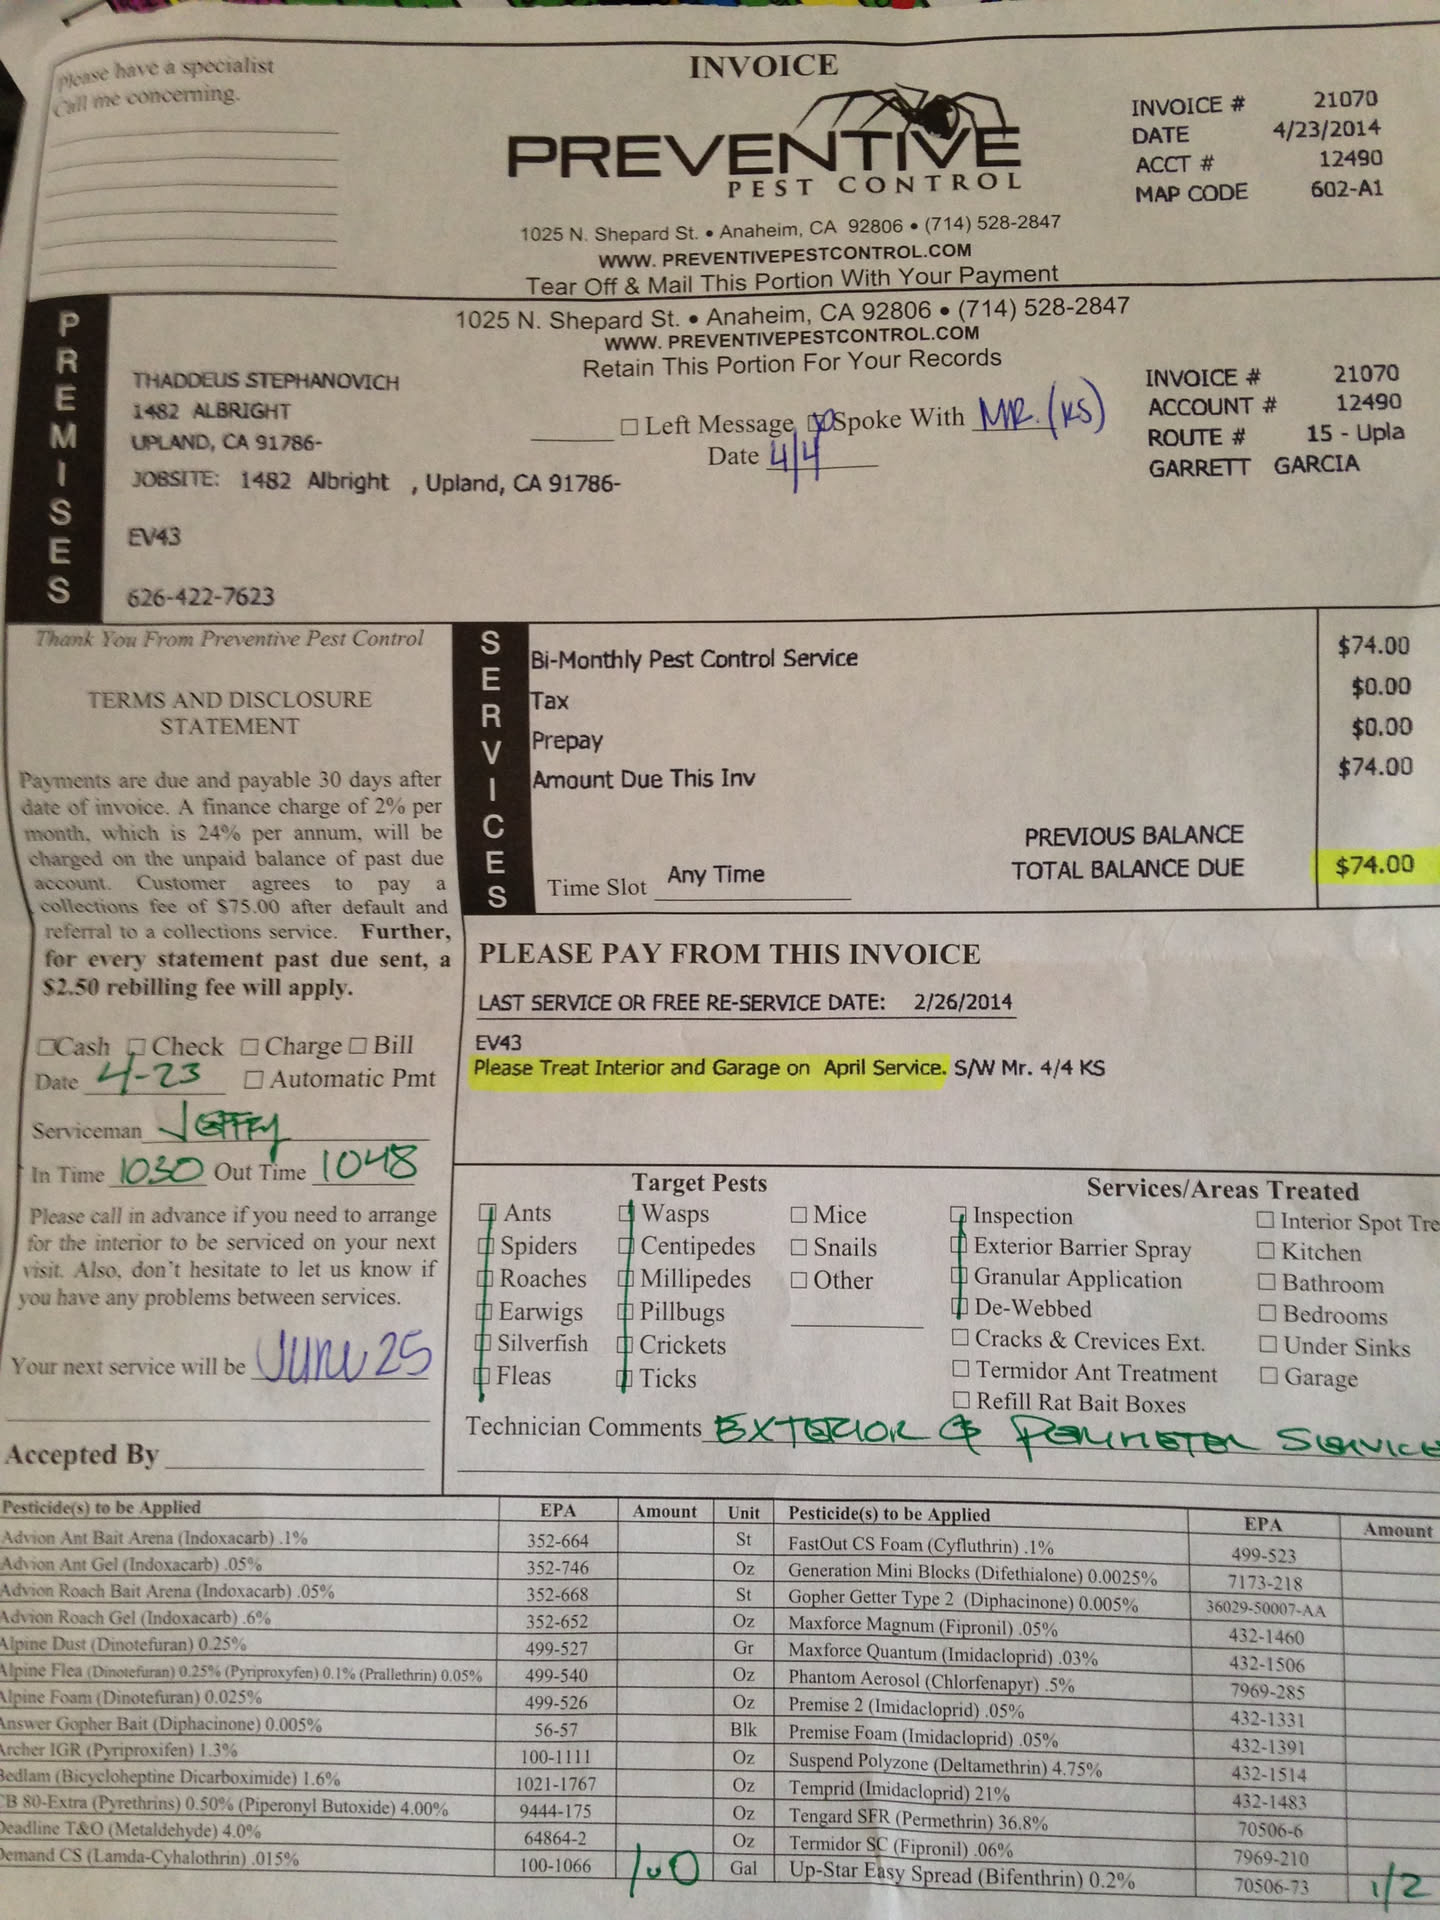 Please have a specialist
Call me concerning.
INVOICE
PREVENTIVE
PEST CONTROL
1025 N. Shepard St. • Anaheim, CA 92806 • (714) 528-2847
WWW. PREVENTIVEPESTCONTROL.COM
Tear Off & Mail This Portion With Your Payment
INVOICE # 21070
DATE 4/23/2014
ACCT # 12490
MAP CODE 602-A1
PREMISES
1025 N. Shepard St. • Anaheim, CA 92806 • (714) 528-2847
WWW. PREVENTIVEPESTCONTROL.COM
Retain This Portion For Your Records
THADDEUS STEPHANOVICH
1482 ALBRIGHT
UPLAND, CA 91786-
JOBSITE: 1482 Albright , Upland, CA 91786-
EV43
626-422-7623
☐ Left Message ☒ Spoke With MR. (KS)
Date 4/4
INVOICE # 21070
ACCOUNT # 12490
ROUTE # 15 - Upla
GARRETT GARCIA
Thank You From Preventive Pest Control
TERMS AND DISCLOSURE
STATEMENT
Payments are due and payable 30 days after
date of invoice. A finance charge of 2% per
month, which is 24% per annum, will be
charged on the unpaid balance of past due
account. Customer agrees to pay a
collections fee of $75.00 after default and
referral to a collections service. Further,
for every statement past due sent, a
$2.50 rebilling fee will apply.
☐ Cash ☐ Check ☐ Charge ☐ Bill
Date 4-23 ☐ Automatic Pmt
Serviceman Jeffry
In Time 1030 Out Time 1048
Please call in advance if you need to arrange
for the interior to be serviced on your next
visit. Also, don't hesitate to let us know if
you have any problems between services.
Your next service will be JUNE 25
Accepted By
SERVICES
Bi-Monthly Pest Control Service $74.00
Tax $0.00
Prepay $0.00
Amount Due This Inv $74.00
PREVIOUS BALANCE
TOTAL BALANCE DUE $74.00
Time Slot Any Time
PLEASE PAY FROM THIS INVOICE
LAST SERVICE OR FREE RE-SERVICE DATE: 2/26/2014
EV43
Please Treat Interior and Garage on April Service. S/W Mr. 4/4 KS
Target Pests
☐ Ants ☐ Wasps ☐ Mice
☐ Spiders ☐ Centipedes ☐ Snails
☐ Roaches ☐ Millipedes ☐ Other
☐ Earwigs ☐ Pillbugs
☐ Silverfish ☐ Crickets
☐ Fleas ☐ Ticks
Services/Areas Treated
☐ Inspection ☐ Interior Spot Tre
☐ Exterior Barrier Spray ☐ Kitchen
☐ Granular Application ☐ Bathroom
☐ De-Webbed ☐ Bedrooms
☐ Cracks & Crevices Ext. ☐ Under Sinks
☐ Termidor Ant Treatment ☐ Garage
☐ Refill Rat Bait Boxes
Technician Comments EXTERIOR & PERIMETER SERVICE
Pesticide(s) to be Applied EPA Amount Unit Pesticide(s) to be Applied EPA Amount
Advion Ant Bait Arena (Indoxacarb) .1% 352-664 St FastOut CS Foam (Cyfluthrin) .1% 499-523
Advion Ant Gel (Indoxacarb) .05% 352-746 Oz Generation Mini Blocks (Difethialone) 0.0025% 7173-218
Advion Roach Bait Arena (Indoxacarb) .05% 352-668 St Gopher Getter Type 2 (Diphacinone) 0.005% 36029-50007-AA
Advion Roach Gel (Indoxacarb) .6% 352-652 Oz Maxforce Magnum (Fipronil) .05% 432-1460
Alpine Dust (Dinotefuran) 0.25% 499-527 Gr Maxforce Quantum (Imidacloprid) .03% 432-1506
Alpine Flea (Dinotefuran) 0.25% (Pyriproxyfen) 0.1% (Prallethrin) 0.05% 499-540 Oz Phantom Aerosol (Chlorfenapyr) .5% 7969-285
Alpine Foam (Dinotefuran) 0.025% 499-526 Oz Premise 2 (Imidacloprid) .05% 432-1331
Answer Gopher Bait (Diphacinone) 0.005% 56-57 Blk Premise Foam (Imidacloprid) .05% 432-1391
Archer IGR (Pyriproxifen) 1.3% 100-1111 Oz Suspend Polyzone (Deltamethrin) 4.75% 432-1514
Bedlam (Bicycloheptine Dicarboximide) 1.6% 1021-1767 Oz Temprid (Imidacloprid) 21% 432-1483
CB 80-Extra (Pyrethrins) 0.50% (Piperonyl Butoxide) 4.00% 9444-175 Oz Tengard SFR (Permethrin) 36.8% 70506-6
Deadline T&O (Metaldehyde) 4.0% 64864-2 Oz Termidor SC (Fipronil) .06% 7969-210
Demand CS (Lamda-Cyhalothrin) .015% 100-1066 Gal Up-Star Easy Spread (Bifenthrin) 0.2% 70506-73 1/2